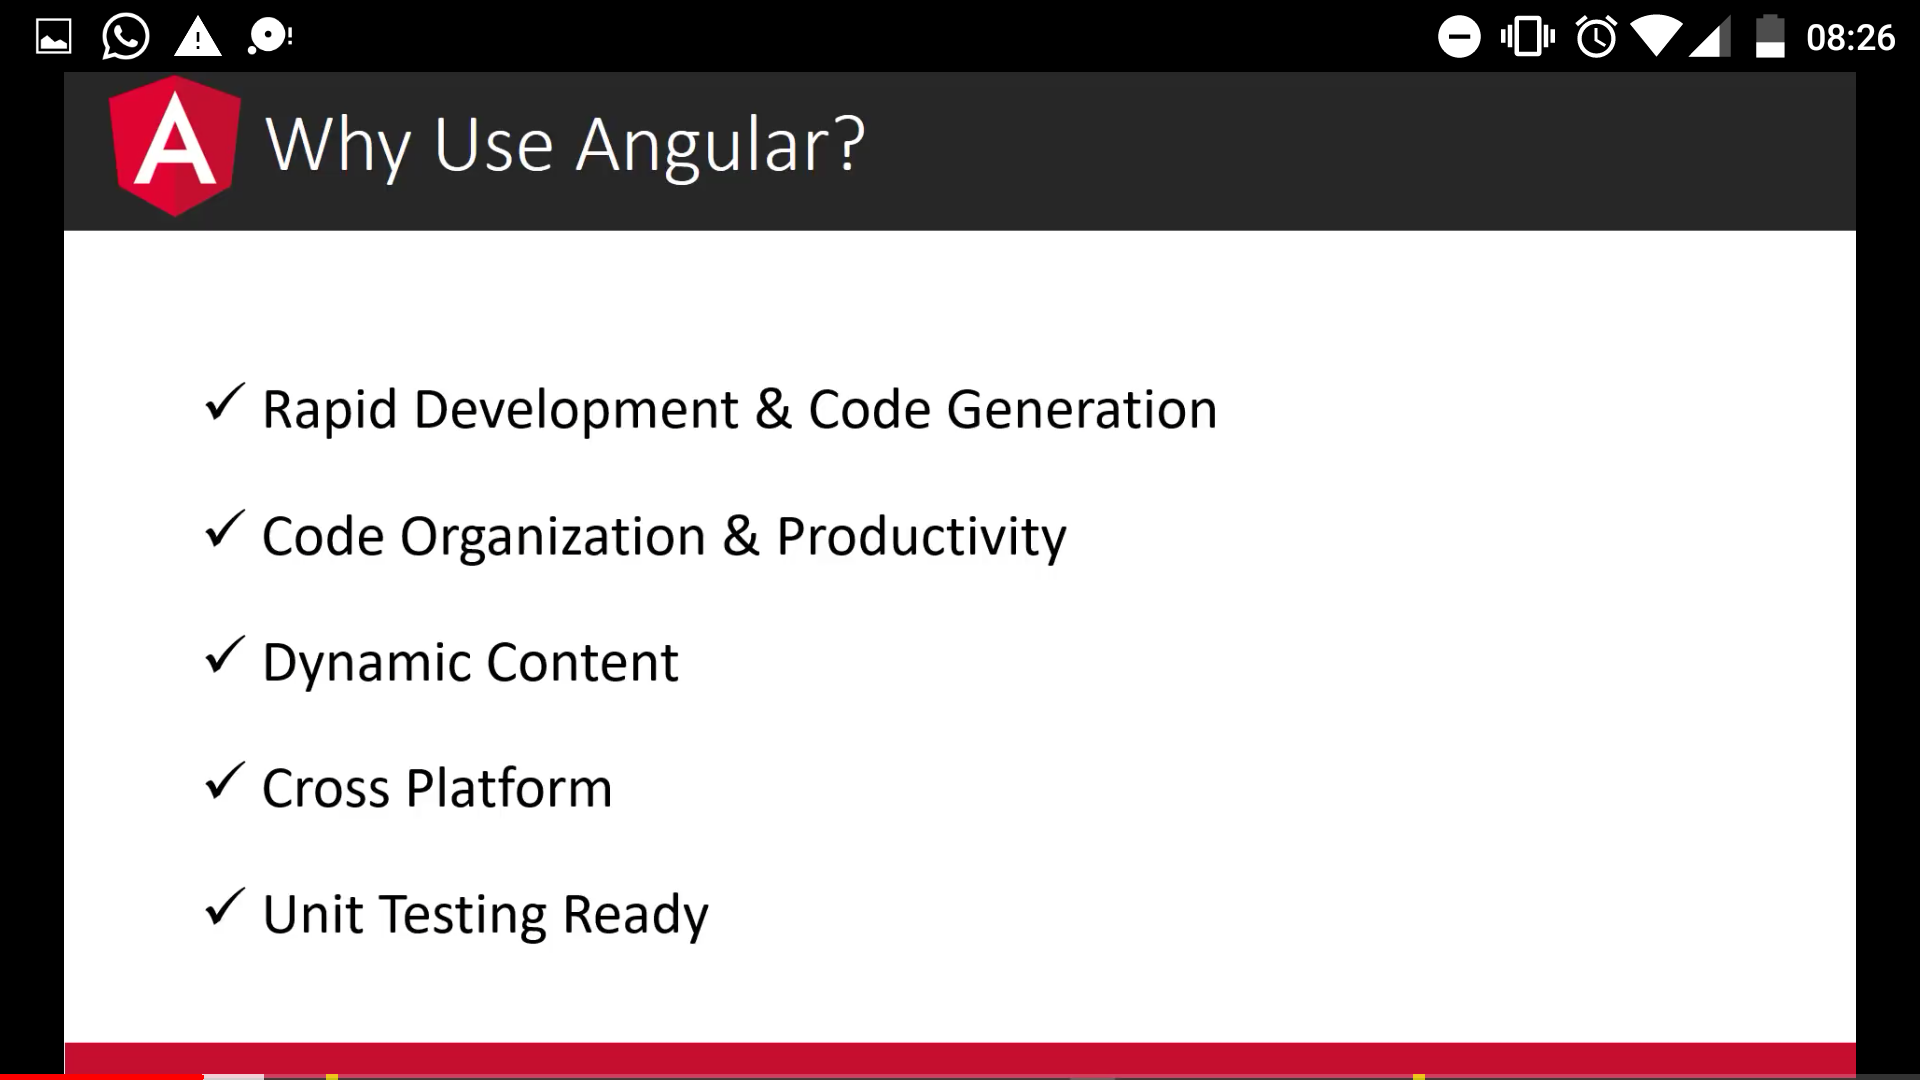 08:26
Why Use Angular?
✓ Rapid Development & Code Generation
✓ Code Organization & Productivity
✓ Dynamic Content
✓ Cross Platform
✓ Unit Testing Ready